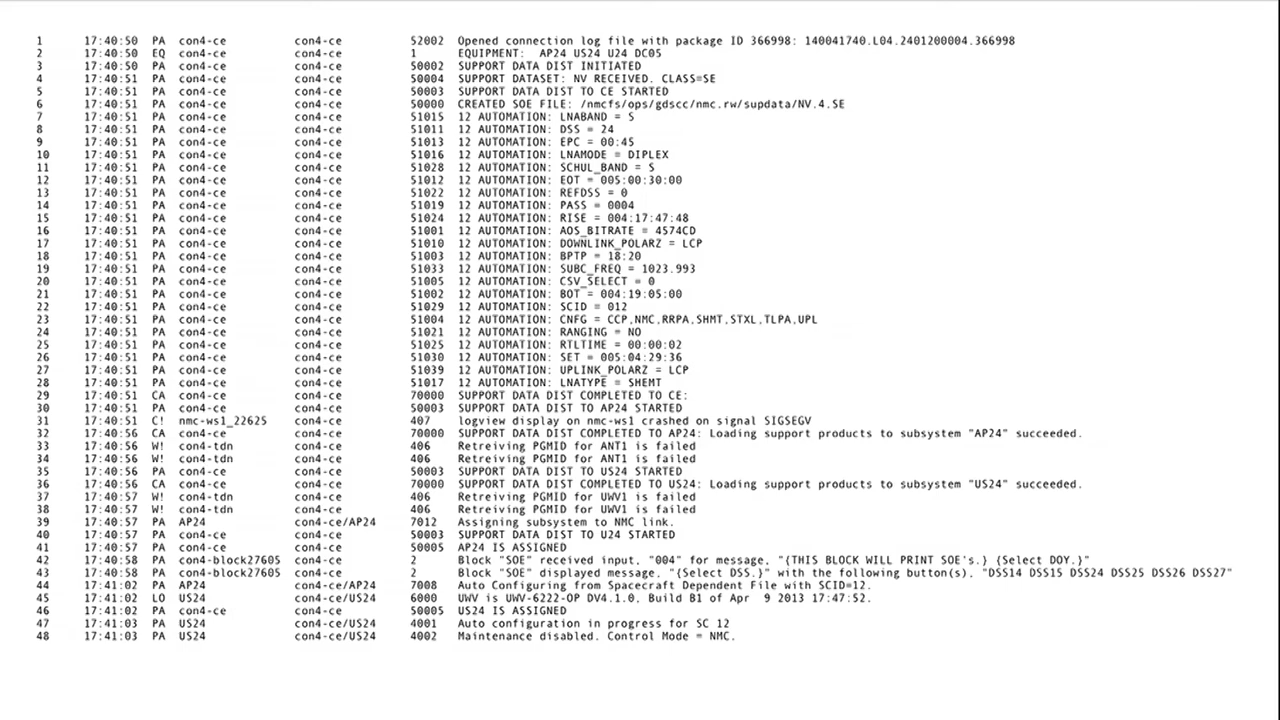 1 17:40:50 PA con4-ce con4-ce 52002 Opened connection log file with package ID 366998: 140041740.L04.2401200004.366998
2 17:40:50 EQ con4-ce con4-ce 1 EQUIPMENT: AP24 US24 U24 DC05
3 17:40:50 PA con4-ce con4-ce 50002 SUPPORT DATA DIST INITIATED
4 17:40:51 PA con4-ce con4-ce 50004 SUPPORT DATASET: NV RECEIVED. CLASS=SE
5 17:40:51 PA con4-ce con4-ce 50003 SUPPORT DATA DIST TO CE STARTED
6 17:40:51 PA con4-ce con4-ce 50000 CREATED SOE FILE: /nmcfs/ops/gdscc/nmc.rw/supdata/NV.4.SE
7 17:40:51 PA con4-ce con4-ce 51015 12 AUTOMATION: LNABAND = S
8 17:40:51 PA con4-ce con4-ce 51011 12 AUTOMATION: DSS = 24
9 17:40:51 PA con4-ce con4-ce 51013 12 AUTOMATION: EPC = 00:45
10 17:40:51 PA con4-ce con4-ce 51016 12 AUTOMATION: LNAMODE = DIPLEX
11 17:40:51 PA con4-ce con4-ce 51028 12 AUTOMATION: SCHUL_BAND = S
12 17:40:51 PA con4-ce con4-ce 51012 12 AUTOMATION: EOT = 005:00:30:00
13 17:40:51 PA con4-ce con4-ce 51022 12 AUTOMATION: REFDSS = 0
14 17:40:51 PA con4-ce con4-ce 51019 12 AUTOMATION: PASS = 0004
15 17:40:51 PA con4-ce con4-ce 51024 12 AUTOMATION: RISE = 004:17:47:48
16 17:40:51 PA con4-ce con4-ce 51001 12 AUTOMATION: AOS_BITRATE = 4574CD
17 17:40:51 PA con4-ce con4-ce 51010 12 AUTOMATION: DOWNLINK_POLARZ = LCP
18 17:40:51 PA con4-ce con4-ce 51003 12 AUTOMATION: BPTP = 18:20
19 17:40:51 PA con4-ce con4-ce 51033 12 AUTOMATION: SUBC_FREQ = 1023.993
20 17:40:51 PA con4-ce con4-ce 51005 12 AUTOMATION: CSV_SELECT = 0
21 17:40:51 PA con4-ce con4-ce 51002 12 AUTOMATION: BOT = 004:19:05:00
22 17:40:51 PA con4-ce con4-ce 51029 12 AUTOMATION: SCID = 012
23 17:40:51 PA con4-ce con4-ce 51004 12 AUTOMATION: CNFG = CCP,NMC,RRPA,SHMT,STXL,TLPA,UPL
24 17:40:51 PA con4-ce con4-ce 51021 12 AUTOMATION: RANGING = NO
25 17:40:51 PA con4-ce con4-ce 51025 12 AUTOMATION: RTLTIME = 00:00:02
26 17:40:51 PA con4-ce con4-ce 51030 12 AUTOMATION: SET = 005:04:29:36
27 17:40:51 PA con4-ce con4-ce 51039 12 AUTOMATION: UPLINK_POLARZ = LCP
28 17:40:51 PA con4-ce con4-ce 51017 12 AUTOMATION: LNATYPE = SHEMT
29 17:40:51 CA con4-ce con4-ce 70000 SUPPORT DATA DIST COMPLETED TO CE:
30 17:40:51 PA con4-ce con4-ce 50003 SUPPORT DATA DIST TO AP24 STARTED
31 17:40:51 C! nmc-ws1_22625 con4-ce 407 logview display on nmc-ws1 crashed on signal SIGSEGV
32 17:40:56 CA con4-ce con4-ce 70000 SUPPORT DATA DIST COMPLETED TO AP24: Loading support products to subsystem "AP24" succeeded.
33 17:40:56 W! con4-tdn con4-ce 406 Retreiving PGMID for ANT1 is failed
34 17:40:56 W! con4-tdn con4-ce 406 Retreiving PGMID for ANT1 is failed
35 17:40:56 PA con4-ce con4-ce 50003 SUPPORT DATA DIST TO US24 STARTED
36 17:40:56 CA con4-ce con4-ce 70000 SUPPORT DATA DIST COMPLETED TO US24: Loading support products to subsystem "US24" succeeded.
37 17:40:57 W! con4-tdn con4-ce 406 Retreiving PGMID for UWV1 is failed
38 17:40:57 W! con4-tdn con4-ce 406 Retreiving PGMID for UWV1 is failed
39 17:40:57 PA AP24 con4-ce/AP24 7012 Assigning subsystem to NMC link.
40 17:40:57 PA con4-ce con4-ce 50003 SUPPORT DATA DIST TO U24 STARTED
41 17:40:57 PA con4-ce con4-ce 50005 AP24 IS ASSIGNED
42 17:40:58 PA con4-block27605 con4-ce 2 Block "SOE" received input, "004" for message, "{THIS BLOCK WILL PRINT SOE's.} {Select DOY.}"
43 17:40:58 PA con4-block27605 con4-ce 2 Block "SOE" displayed message, "{Select DSS.}" with the following button(s), "DSS14 DSS15 DSS24 DSS25 DSS26 DSS27"
44 17:41:02 PA AP24 con4-ce/AP24 7008 Auto Configuring from Spacecraft Dependent File with SCID=12.
45 17:41:02 LO US24 con4-ce/US24 6000 UWV is UWV-6222-OP DV4.1.0, Build B1 of Apr 9 2013 17:47:52.
46 17:41:02 PA con4-ce con4-ce 50005 US24 IS ASSIGNED
47 17:41:03 PA US24 con4-ce/US24 4001 Auto configuration in progress for SC 12
48 17:41:03 PA US24 con4-ce/US24 4002 Maintenance disabled. Control Mode = NMC.